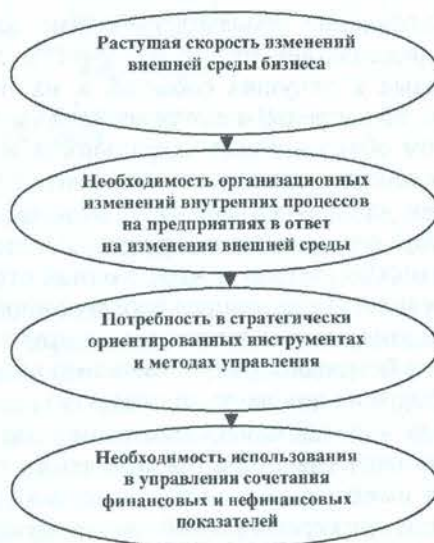 Растущая скорость изменений
внешней среды бизнеса
Необходимость организационных
изменений внутренних процессов
на предприятиях в ответ
на изменения внешней среды
Потребность в практически
ориентированных инструментах
и методах управления
Необходимость использования
в управлении сочетания
финансовых и нефинансовых
показателей